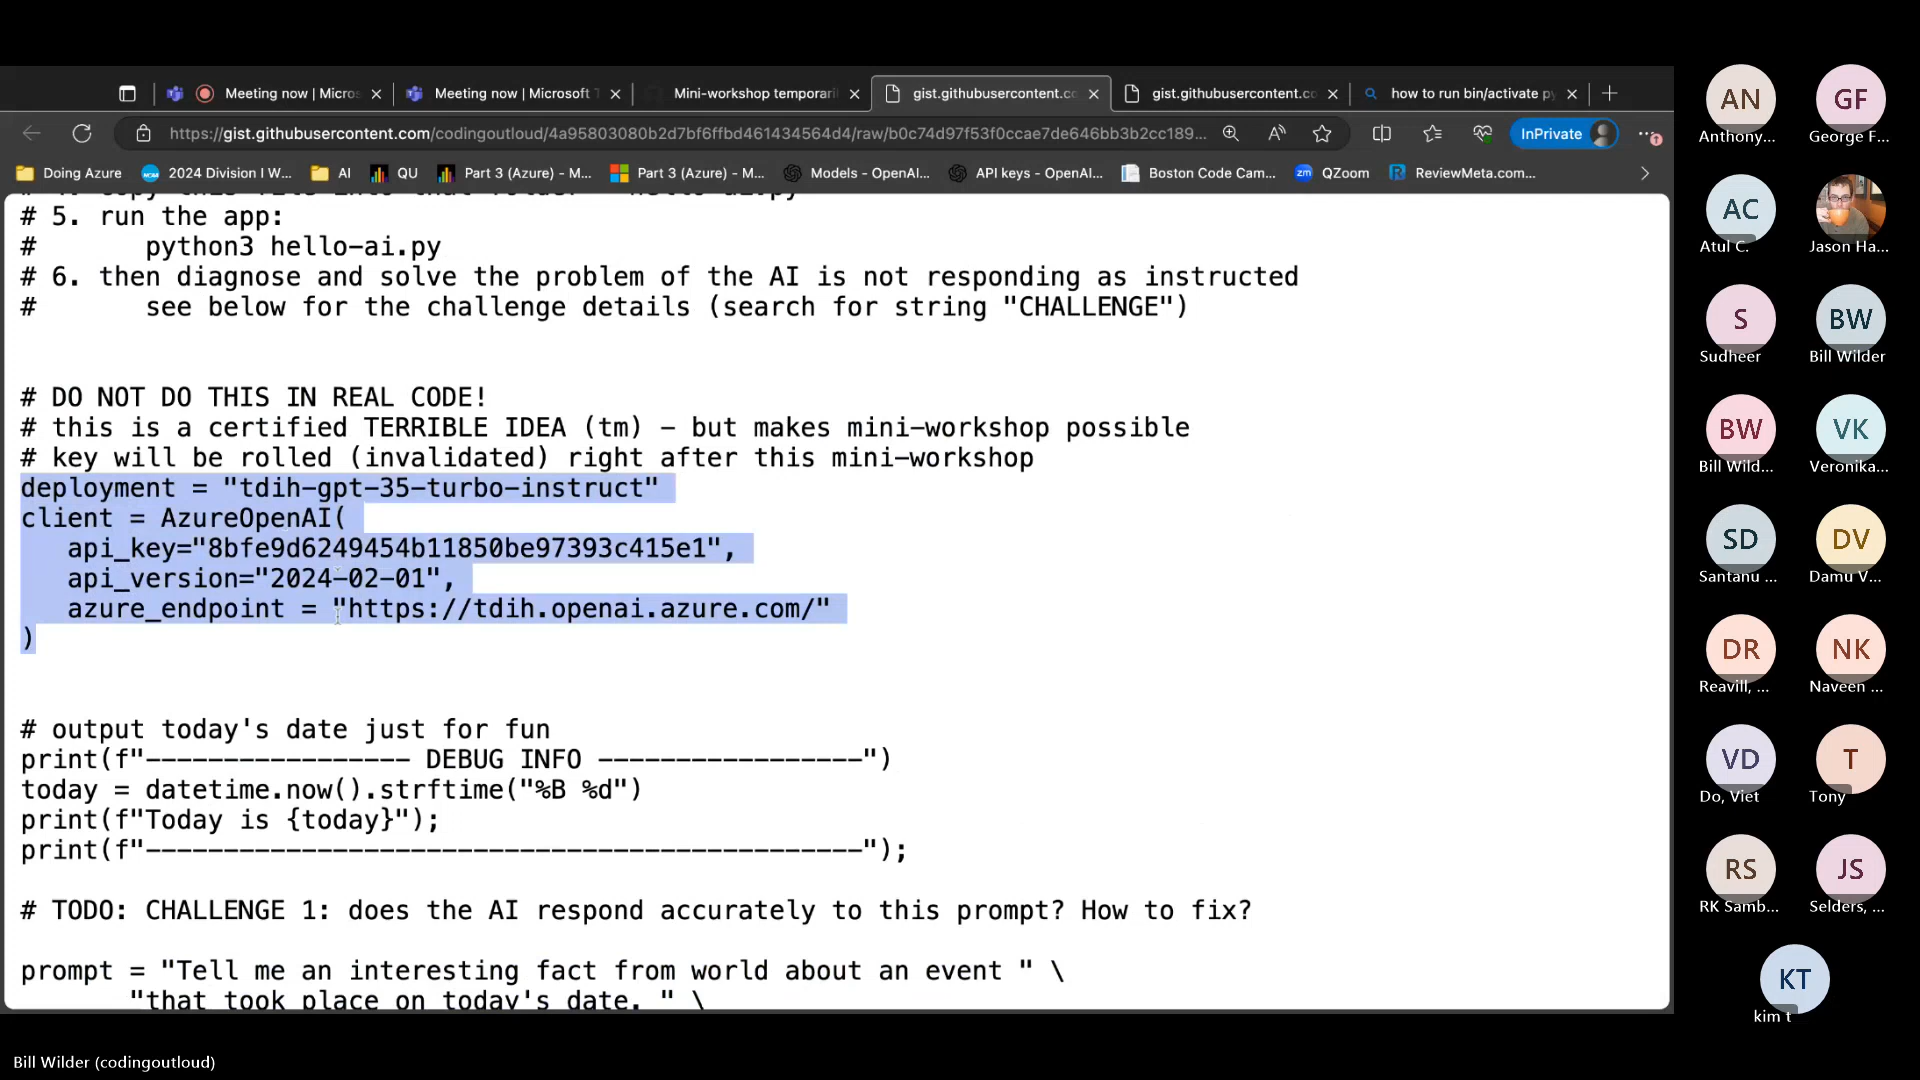 Meeting now | Micros
Meeting now | Microsoft T
Mini-workshop temporari
gist.githubusercontent.co
gist.githubusercontent.co
how to run bin/activate py
https://gist.githubusercontent.com/codingoutloud/4a95803080b2d7bf6ffbd461434564d4/raw/b0c74d97f53f0ccae7de646bb3b2cc189...
InPrivate
Doing Azure
2024 Division I W...
AI
QU
Part 3 (Azure) - M...
Part 3 (Azure) - M...
Models - OpenAI...
API keys - OpenAI...
Boston Code Cam...
QZoom
ReviewMeta.com...
# 5. run the app:
#        python3 hello-ai.py
# 6. then diagnose and solve the problem of the AI is not responding as instructed
#        see below for the challenge details (search for string "CHALLENGE")
# DO NOT DO THIS IN REAL CODE!
# this is a certified TERRIBLE IDEA (tm) - but makes mini-workshop possible
# key will be rolled (invalidated) right after this mini-workshop
deployment = "tdih-gpt-35-turbo-instruct"
client = AzureOpenAI(
   api_key="8bfe9d6249454b11850be97393c415e1",
   api_version="2024-02-01",
   azure_endpoint = "https://tdih.openai.azure.com/"
)
# output today's date just for fun
print(f"----------------- DEBUG INFO -----------------")
today = datetime.now().strftime("%B %d")
print(f"Today is {today}");
print(f"----------------------------------------------");
# TODO: CHALLENGE 1: does the AI respond accurately to this prompt? How to fix?
prompt = "Tell me an interesting fact from world about an event " \
       "that took place on today's date. " \
AN
Anthony...
GF
George F...
AC
Atul C.
Jason Ha...
S
Sudheer
BW
Bill Wilder
BW
Bill Wild...
VK
Veronika...
SD
Santanu ...
DV
Damu V...
DR
Reavill, ...
NK
Naveen ...
VD
Do, Viet
T
Tony
RS
RK Samb...
JS
Selders, ...
KT
kim t
Bill Wilder (codingoutloud)